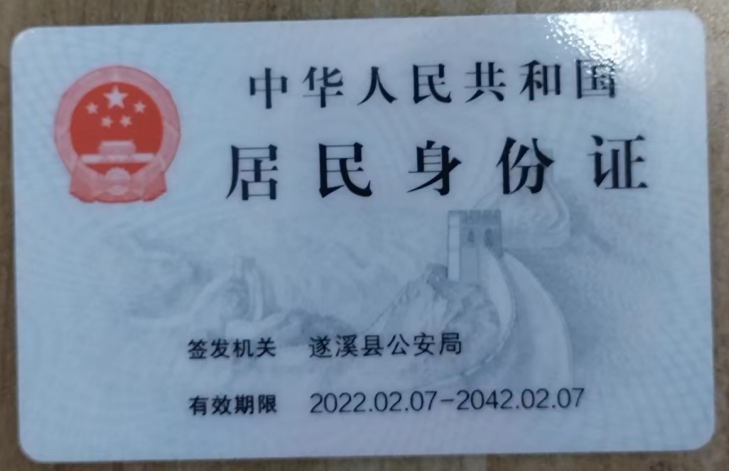 中华人民共和国
居民身份证
签发机关 遂溪县公安局
有效期限 2022.02.07-2042.02.07